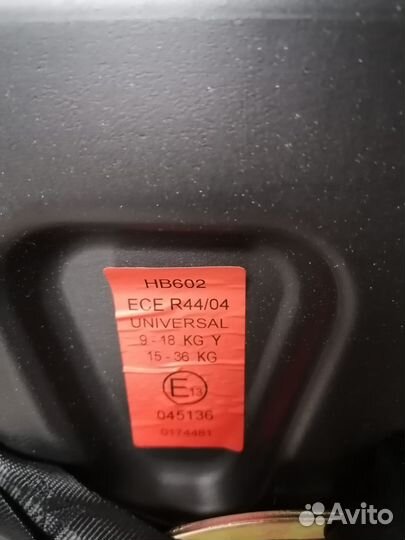 HB602
ECE R44/04
UNIVERSAL
9 - 18 KG Y
15 - 36 KG
E13
045136
0174481
Avito